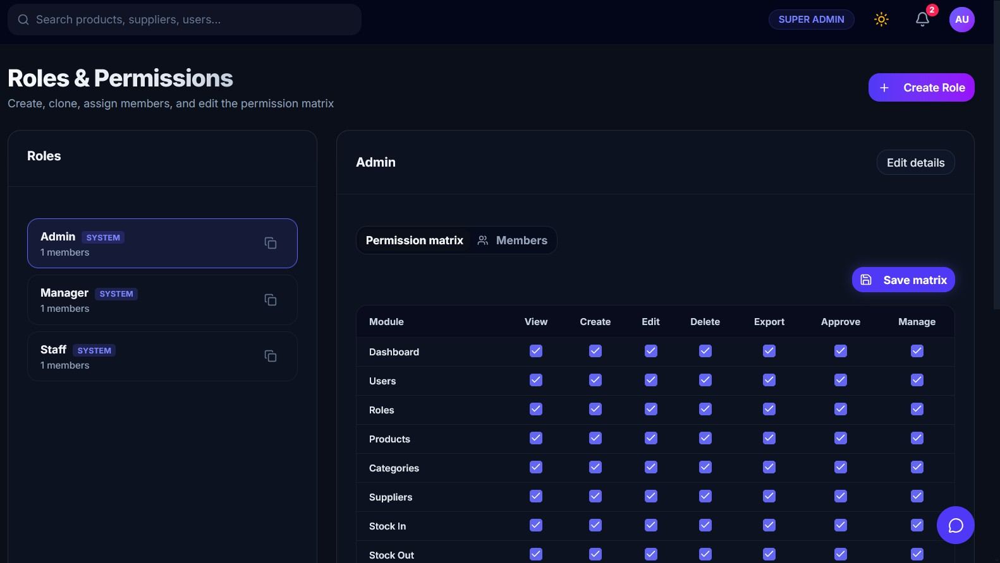 Search products, suppliers, users...
SUPER ADMIN
2
AU
Roles & Permissions
Create, clone, assign members, and edit the permission matrix
Create Role
Roles
Admin SYSTEM
1 members
Manager SYSTEM
1 members
Staff SYSTEM
1 members
Admin
Edit details
Permission matrix Members
Save matrix
Module View Create Edit Delete Export Approve Manage
Dashboard
Users
Roles
Products
Categories
Suppliers
Stock In
Stock Out